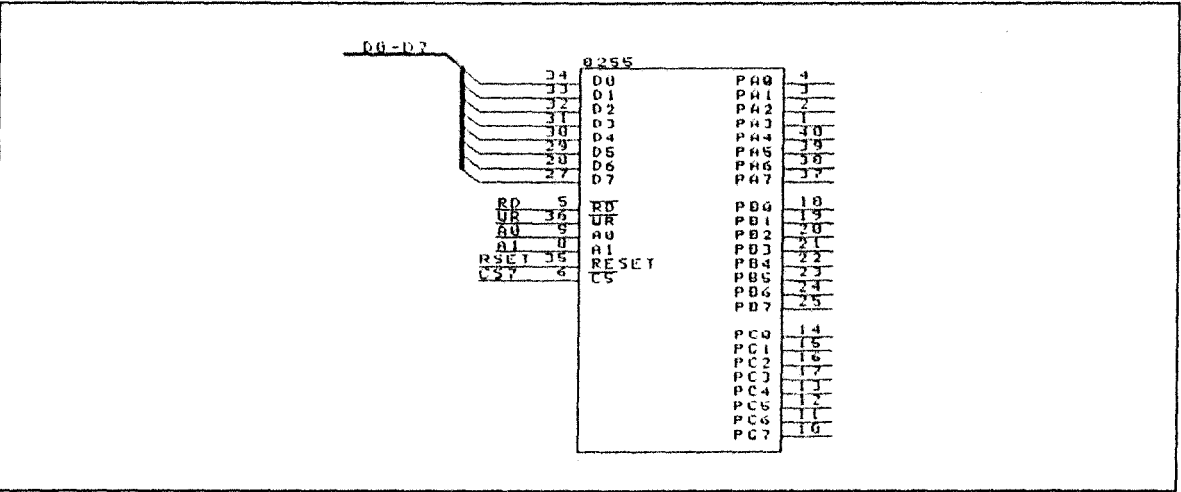 D0-D7
8255
34 D0 PA0 4
33 D1 PA1 3
32 D2 PA2 2
31 D3 PA3 1
30 D4 PA4 40
29 D5 PA5 39
28 D6 PA6 38
27 D7 PA7 37
RD 5 RD PB0 18
WR 36 WR PB1 19
A0 9 A0 PB2 20
A1 8 A1 PB3 21
RSET 35 RESET PB4 22
CS7 6 CS PB5 23
PB6 24
PB7 25
PC0 14
PC1 15
PC2 16
PC3 17
PC4 13
PC5 12
PC6 11
PC7 10